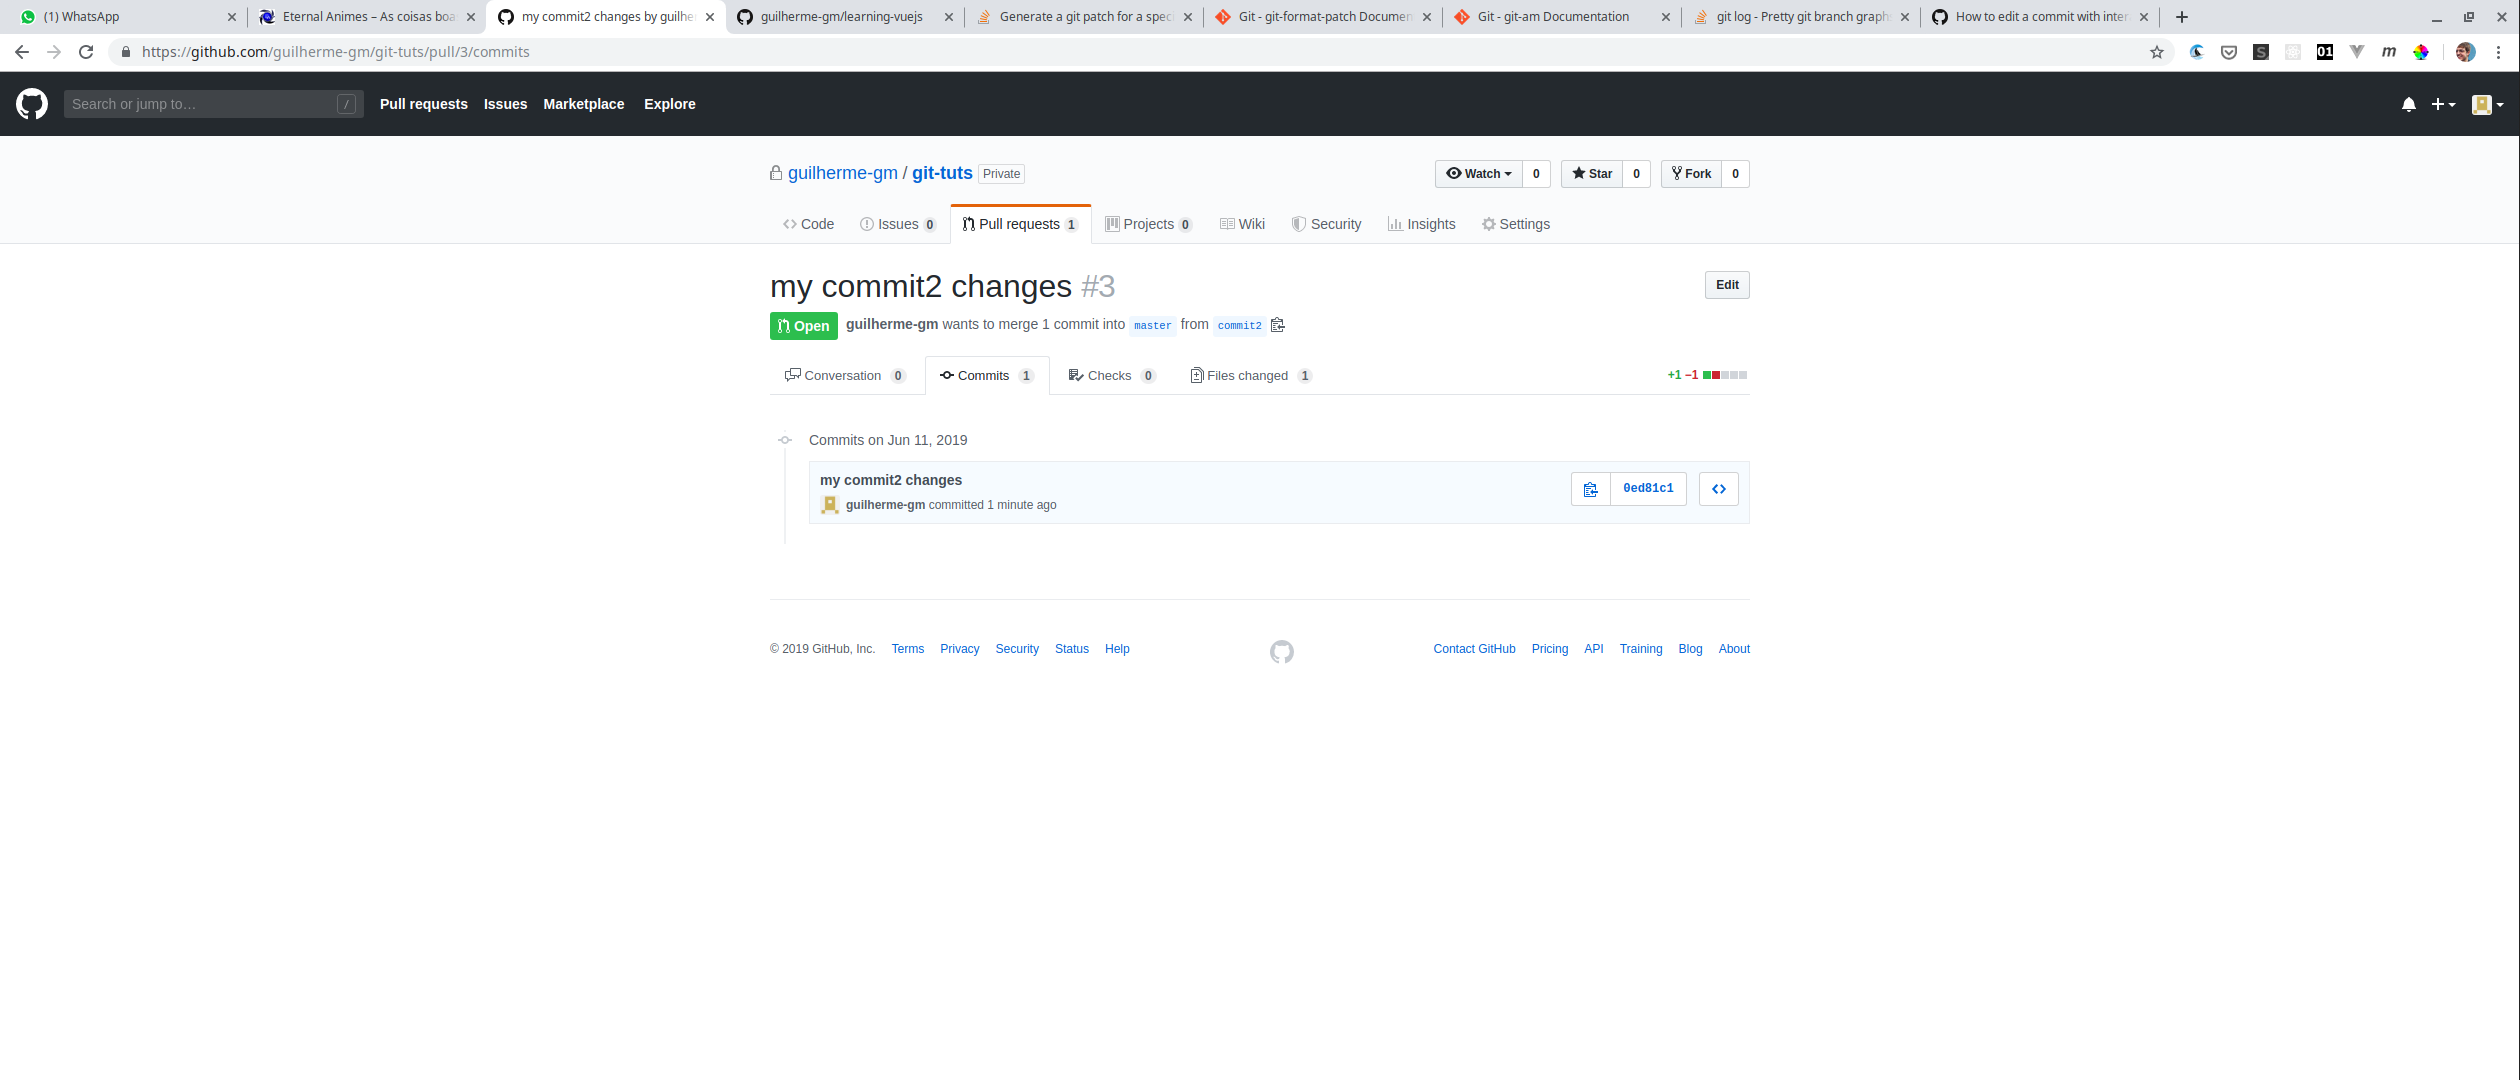 (1) WhatsApp
Eternal Animes – As coisas boa
my commit2 changes by guilhe
guilherme-gm/learning-vuejs
Generate a git patch for a spec
Git - git-format-patch Documen
Git - git-am Documentation
git log - Pretty git branch graph
How to edit a commit with inter
https://github.com/guilherme-gm/git-tuts/pull/3/commits
S
01
m
Search or jump to…
/
Pull requests Issues Marketplace Explore
guilherme-gm / git-tuts Private
Watch 0 Star 0 Fork 0
Code Issues 0 Pull requests 1 Projects 0 Wiki Security Insights Settings
my commit2 changes #3
Edit
Open guilherme-gm wants to merge 1 commit into master from commit2
Conversation 0 Commits 1 Checks 0 Files changed 1 +1 −1
Commits on Jun 11, 2019
my commit2 changes
guilherme-gm committed 1 minute ago
0ed81c1
© 2019 GitHub, Inc. Terms Privacy Security Status Help
Contact GitHub Pricing API Training Blog About